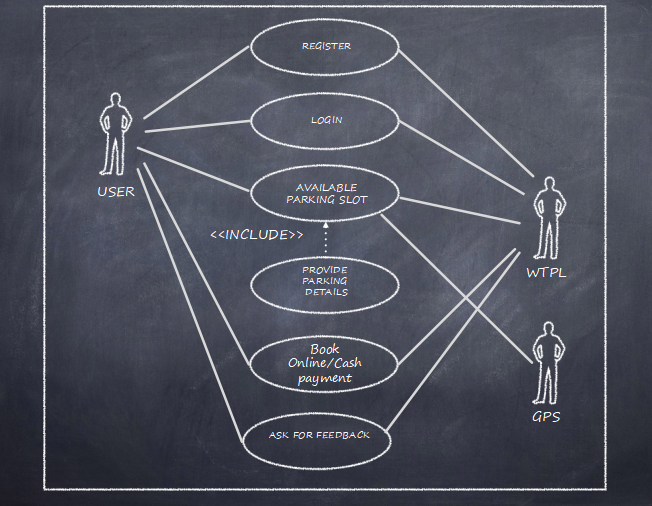 REGISTER
LOGIN
USER
AVAILABLE
PARKING SLOT
<<INCLUDE>>
WTPL
PROVIDE
PARKING
DETAILS
Book
Online/Cash
payment
GPS
ASK FOR FEEDBACK